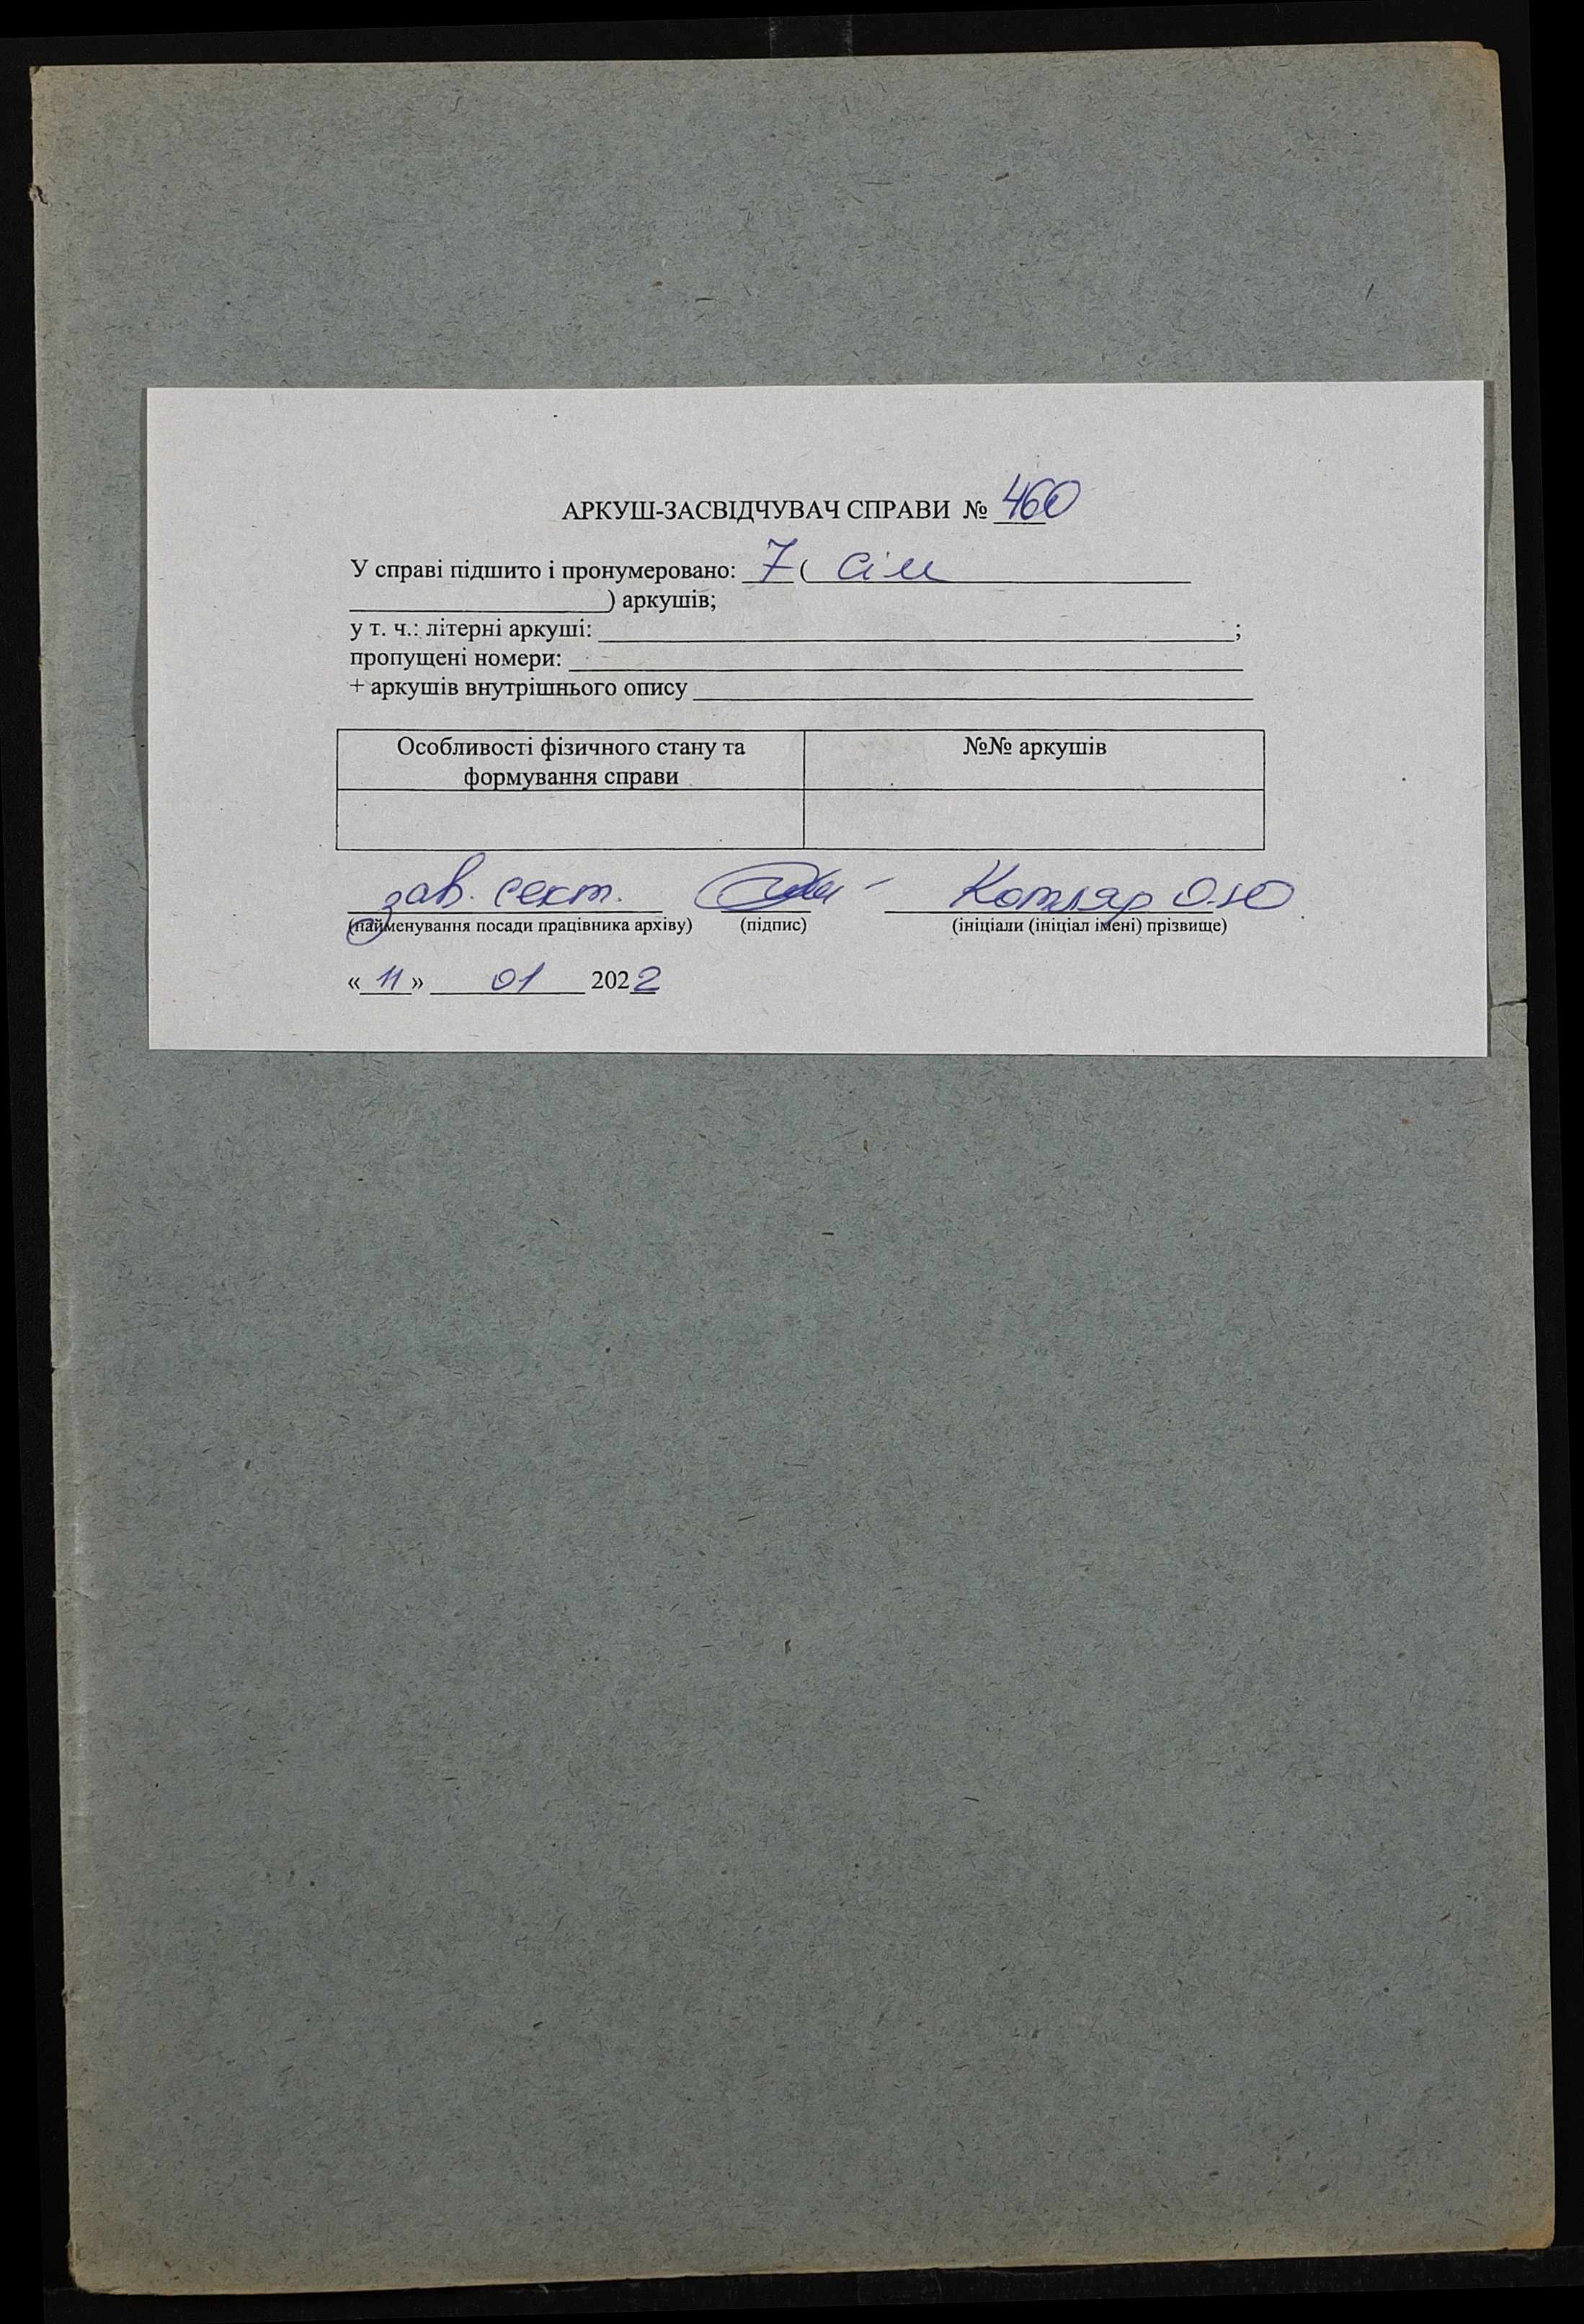 АРКУШ-ЗАСВІДЧУВАЧ СПРАВИ № 460
У справі підшито і пронумеровано: 7 ( сім
) аркушів;
у т. ч.: літерні аркуші: ;
пропущені номери:
+ аркушів внутрішнього опису
Особливості фізичного стану та формування справи
№№ аркушів
зав. сект. Котляр О.Ю
(найменування посади працівника архіву) (підпис) (ініціали (ініціал імені) прізвище)
«11» 01 2022